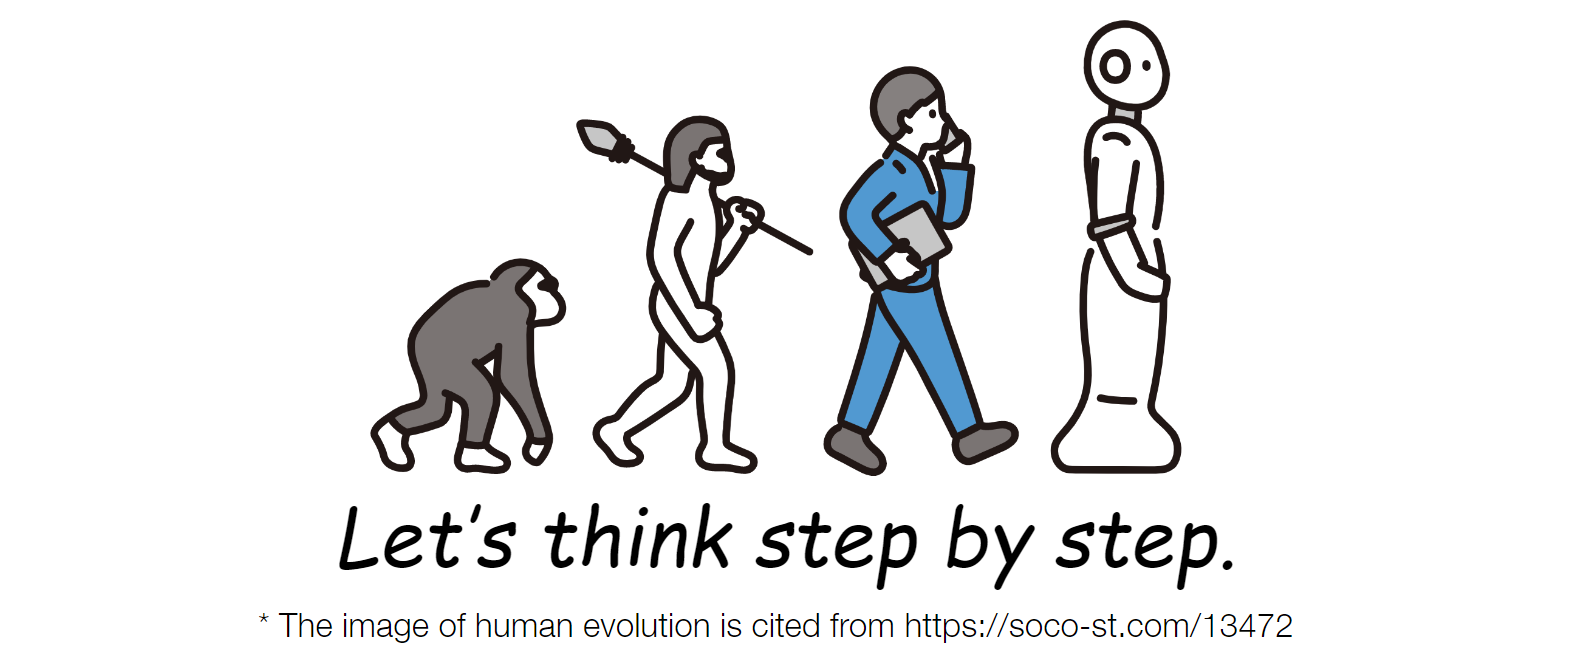 Let's think step by step.
* The image of human evolution is cited from https://soco-st.com/13472